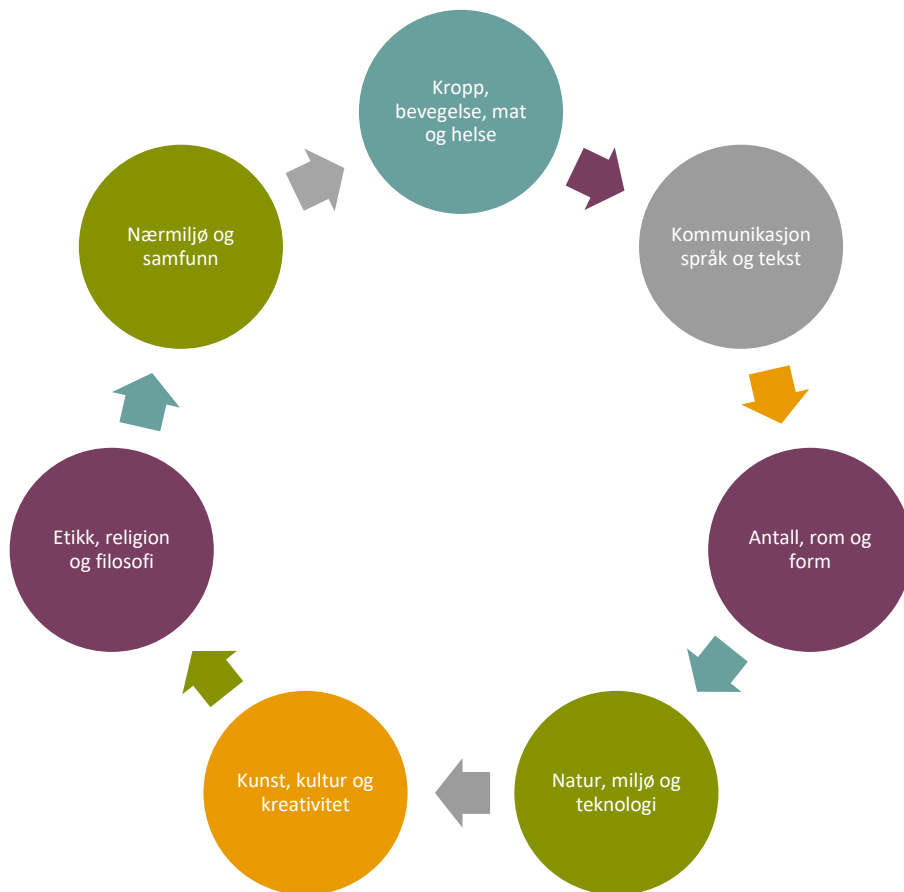 Kropp,
bevegelse, mat
og helse
Kommunikasjon
språk og tekst
Antall, rom og
form
Natur, miljø og
teknologi
Kunst, kultur og
kreativitet
Etikk, religion
og filosofi
Nærmiljø og
samfunn